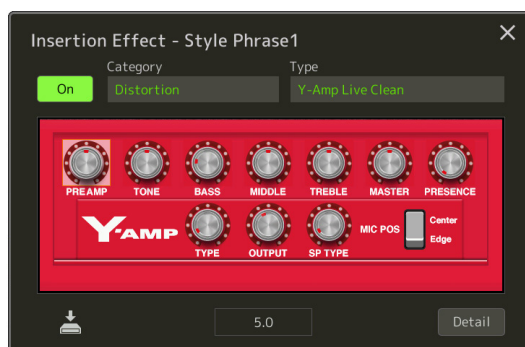 Insertion Effect - Style Phrase1
Category Type
On Distortion Y-Amp Live Clean
PREAMP TONE BASS MIDDLE TREBLE MASTER PRESENCE
Y-AMP TYPE OUTPUT SP TYPE MIC POS Center
Edge
5.0 Detail